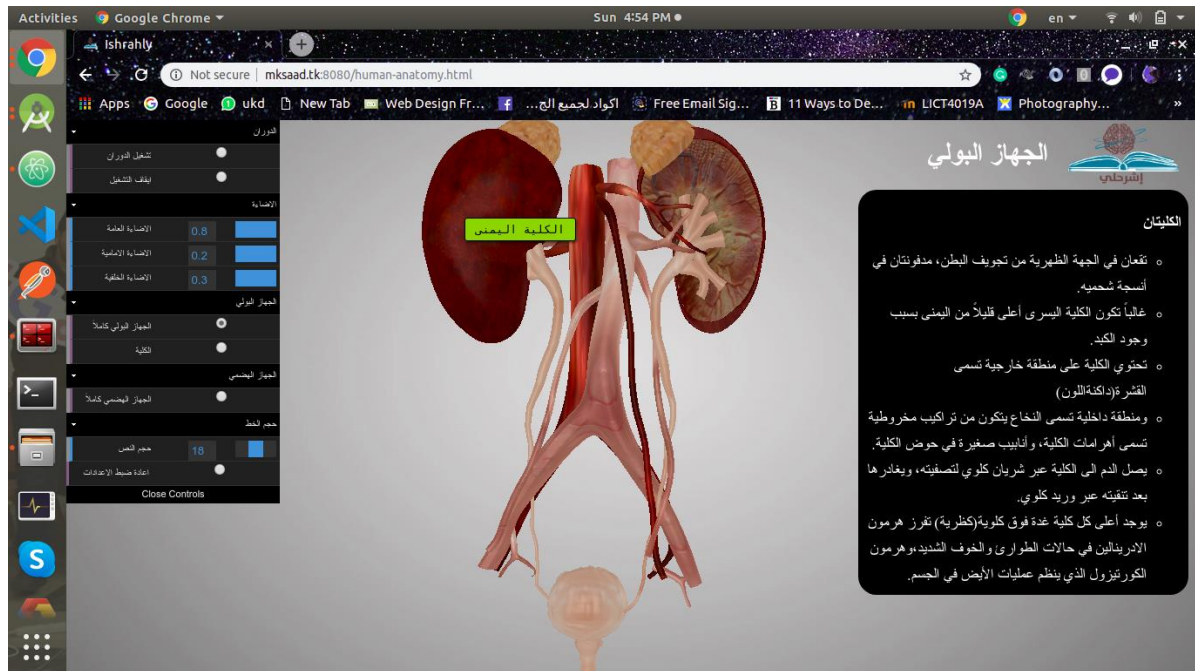 Activities
Google Chrome
Sun 4:54 PM
en
ishrahly
Not secure | mksaad.tk:8080/human-anatomy.html
Apps
Google
ukd
New Tab
Web Design Fr...
اكواد لجميع الج...
Free Email Sig...
11 Ways to De...
LICT4019A
Photography...
»
الدوران
تشغيل الدوران
ايقاف التشغيل
الاضاءية
الاضاءية العامة
0.8
الاضاءية الامامية
0.2
الاضاءية الخلفية
0.3
الجهاز البولي
الجهاز البولي كاملاً
الكلية
الجهاز الهضمي
الجهاز الهضمي كاملاً
حجم الخط
حجم النص
18
اعادة ضبط الاعدادات
Close Controls
الكلية اليمنى
الجهاز البولي
إشرحلي
الكليتان
تقعان في الجهة الظهرية من تجويف البطن، مدفونتان في
أنسجة شحميه.
غالباً تكون الكلية اليسرى أعلى قليلاً من اليمنى بسبب
وجود الكبد.
تحتوي الكلية على منطقة خارجية تسمى
القشرة(داكنةاللون)
ومنطقة داخلية تسمى النخاع يتكون من تراكيب مخروطية
تسمى أهرامات الكلية، وأنابيب صغيرة في حوض الكلية.
يصل الدم الى الكلية عبر شريان كلوي لتصفيته، ويغادرها
بعد تنقيته عبر وريد كلوي.
يوجد أعلى كل كلية غدة فوق كلوية(كظرية) تفرز هرمون
الادرينالين في حالات الطوارئ والخوف الشديد،وهرمون
الكورتيزول الذي ينظم عمليات الأيض في الجسم.